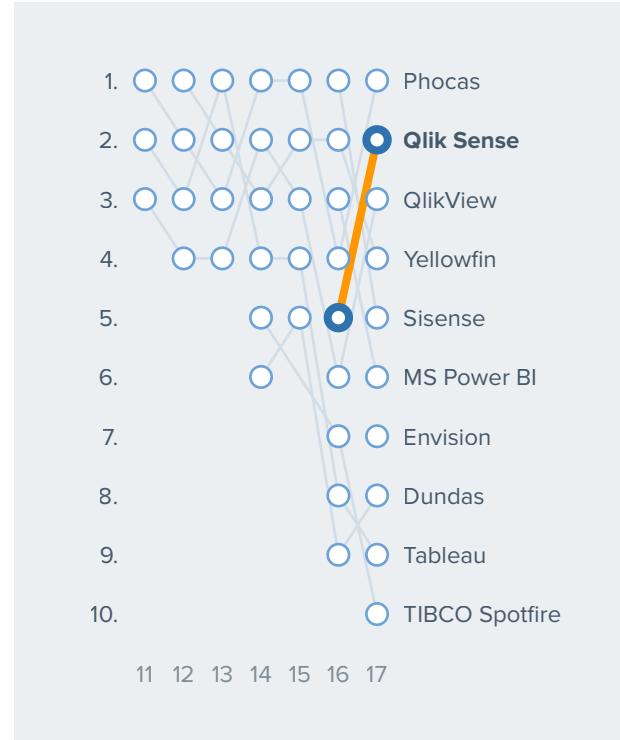 1. Phocas
2. Qlik Sense
3. QlikView
4. Yellowfin
5. Sisense
6. MS Power BI
7. Envision
8. Dundas
9. Tableau
10. TIBCO Spotfire
11 12 13 14 15 16 17